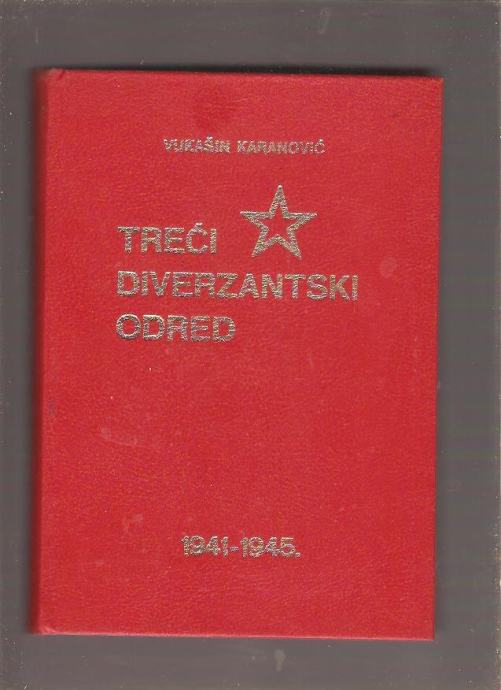 VUKAŠIN KARANOVIĆ
TREĆI
DIVERZANTSKI
ODRED
1941-1945.